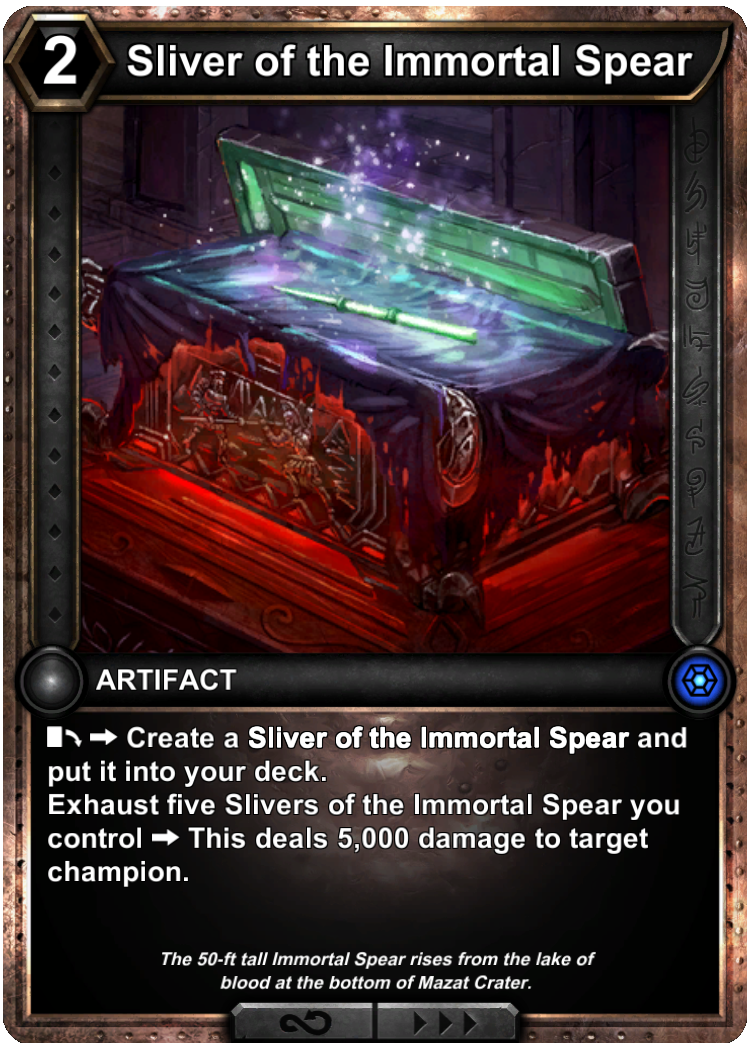 2
Sliver of the Immortal Spear
ARTIFACT
➡ Create a Sliver of the Immortal Spear and
put it into your deck.
Exhaust five Slivers of the Immortal Spear you
control ➡ This deals 5,000 damage to target
champion.
The 50-ft tall Immortal Spear rises from the lake of
blood at the bottom of Mazat Crater.